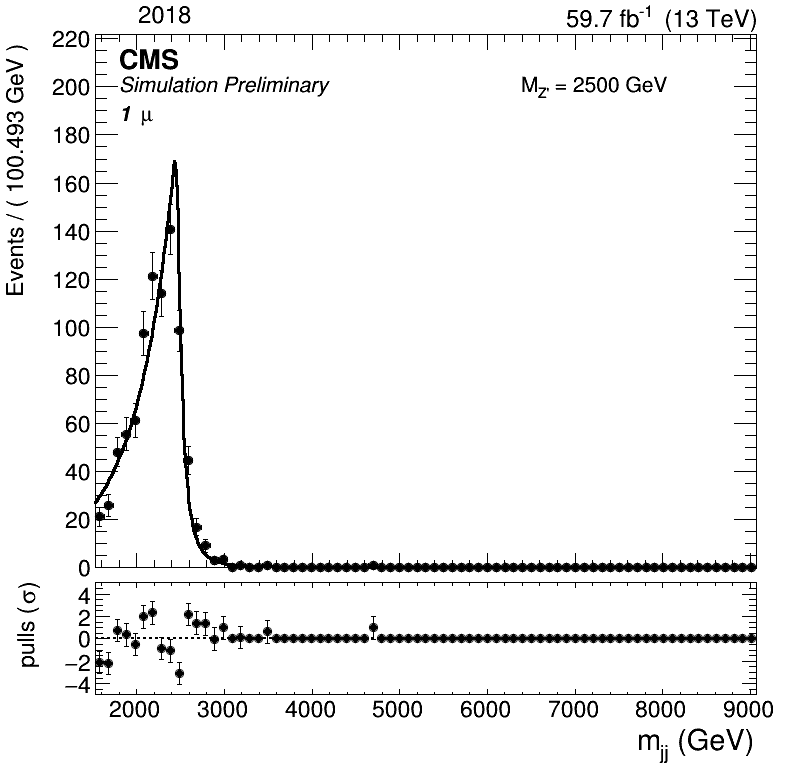 2018 59.7 fb⁻¹ (13 TeV)
CMS
Simulation Preliminary
M_Z' = 2500 GeV
1 μ
Events / ( 100.493 GeV )
220
200
180
160
140
120
100
80
60
40
20
0
pulls (σ)
4
2
0
−2
−4
2000 3000 4000 5000 6000 7000 8000 9000
m_jj (GeV)